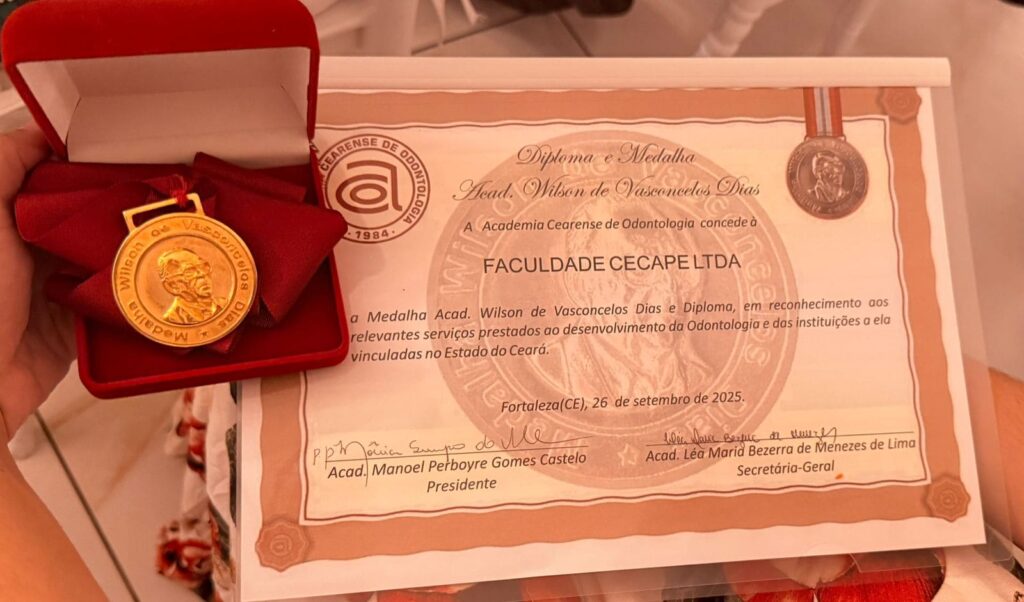 CEARENSE DE ODONTOLOGIA
· 1984 ·
Diploma e Medalha
Acad. Wilson de Vasconcelos Dias
A Academia Cearense de Odontologia concede à
FACULDADE CECAPE LTDA
a Medalha Acad. Wilson de Vasconcelos Dias e Diploma, em reconhecimento aos
relevantes serviços prestados ao desenvolvimento da Odontologia e das instituições a ela
vinculadas no Estado do Ceará.
Fortaleza(CE), 26 de setembro de 2025.
Acad. Manoel Perboyre Gomes Castelo
Presidente
Acad. Léa Maria Bezerra de Menezes de Lima
Secretária-Geral
Medalha Wilson de Vasconcelos Dias